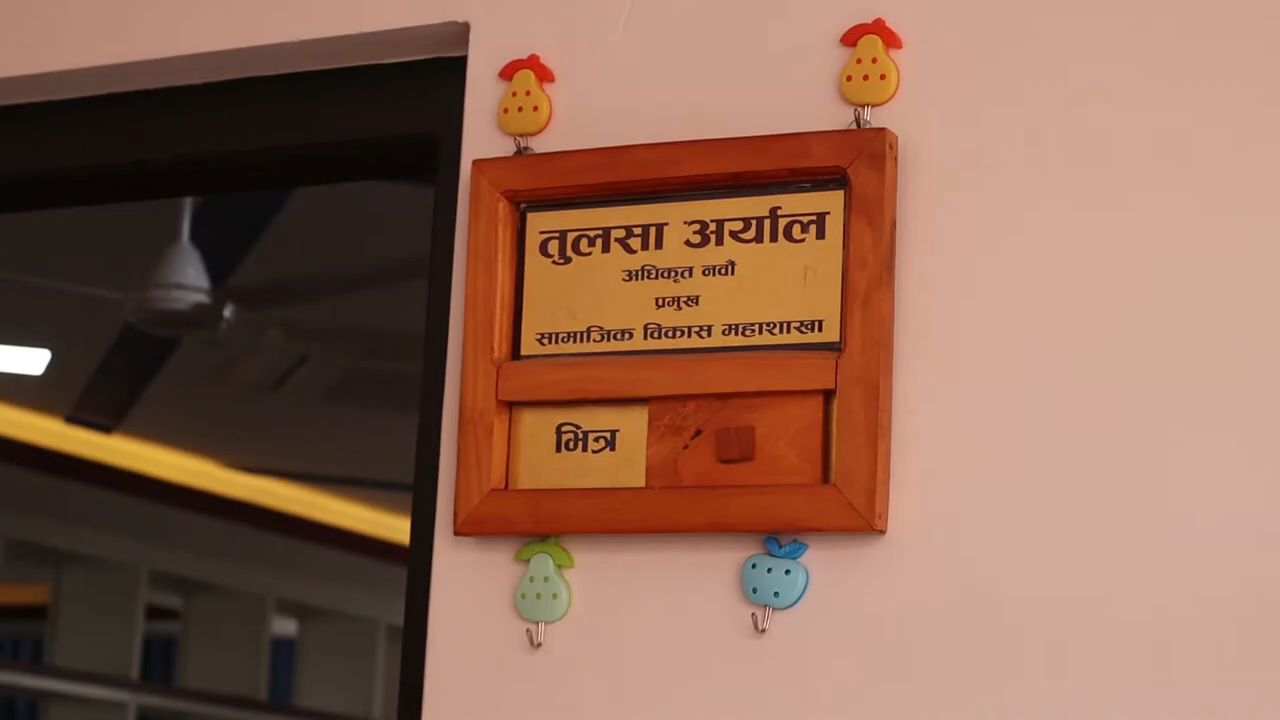 तुलसा अर्याल
अधिकृत नवौं
प्रमुख
सामाजिक विकास महाशाखा
भित्र